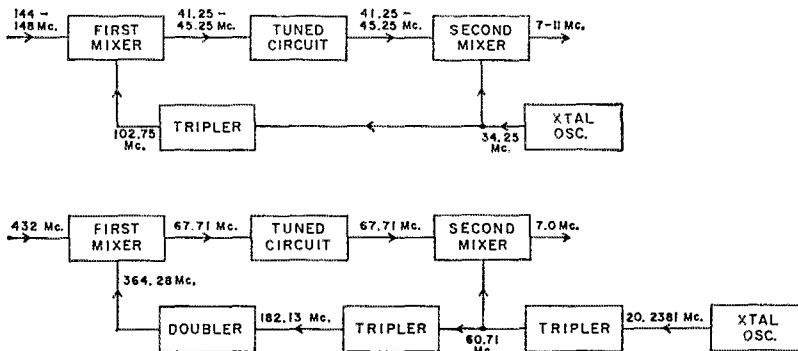 144 –
148 Mc.
FIRST
MIXER
41.25 –
45.25 Mc.
TUNED
CIRCUIT
41.25 –
45.25 Mc.
SECOND
MIXER
7-11 Mc.
102.75
Mc.
TRIPLER
34.25
Mc.
XTAL
OSC.
432 Mc.
FIRST
MIXER
67.71 Mc.
TUNED
CIRCUIT
67.71 Mc.
SECOND
MIXER
7.0 Mc.
364.28 Mc.
DOUBLER
182.13 Mc.
TRIPLER
60.71
Mc
TRIPLER
20.2381 Mc.
XTAL
OSC.